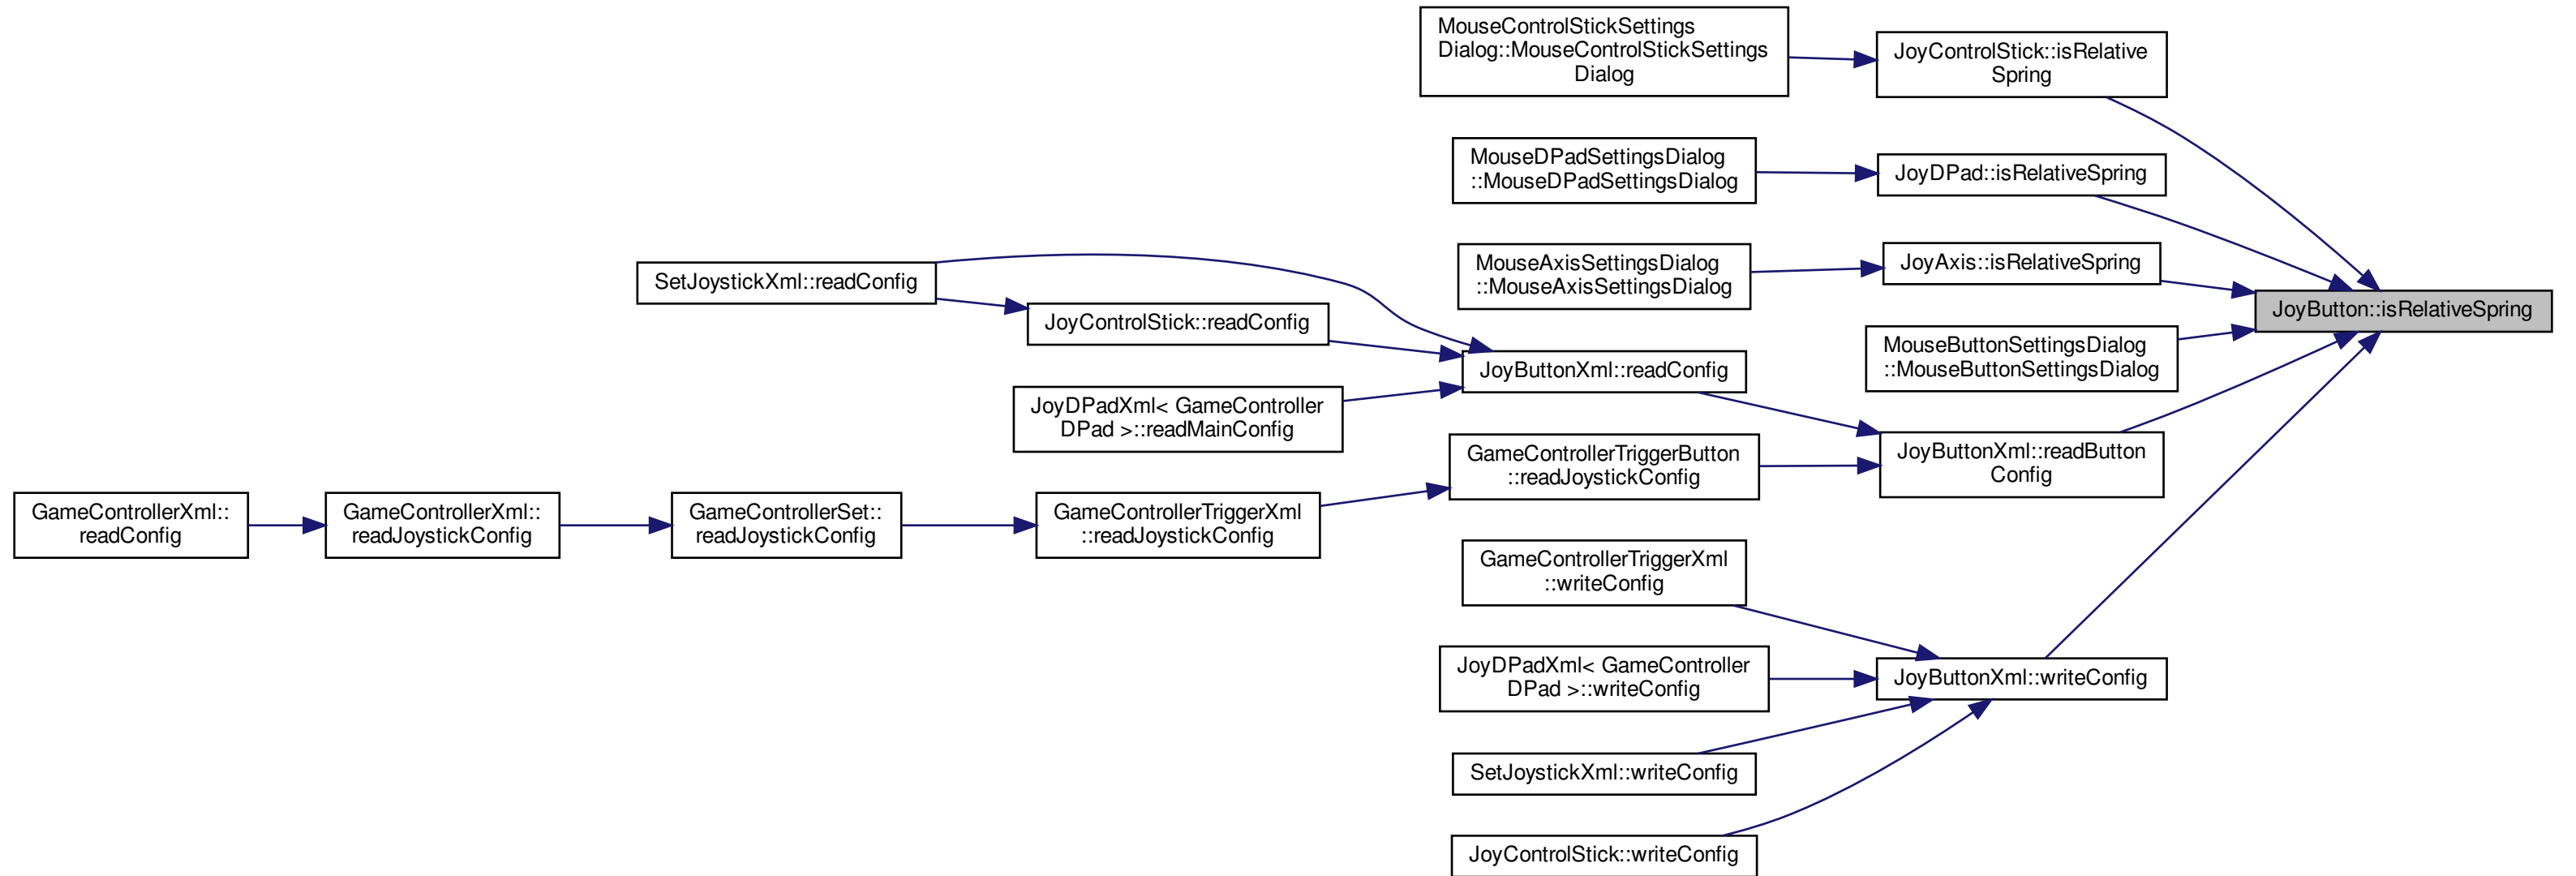 MouseControlStickSettings
Dialog::MouseControlStickSettings
Dialog
JoyControlStick::isRelative
Spring
MouseDPadSettingsDialog
::MouseDPadSettingsDialog
JoyDPad::isRelativeSpring
MouseAxisSettingsDialog
::MouseAxisSettingsDialog
JoyAxis::isRelativeSpring
SetJoystickXml::readConfig
JoyControlStick::readConfig
JoyButton::isRelativeSpring
MouseButtonSettingsDialog
::MouseButtonSettingsDialog
JoyButtonXml::readConfig
JoyDPadXml< GameController
DPad >::readMainConfig
GameControllerTriggerButton
::readJoystickConfig
JoyButtonXml::readButton
Config
GameControllerXml::
readConfig
GameControllerXml::
readJoystickConfig
GameControllerSet::
readJoystickConfig
GameControllerTriggerXml
::readJoystickConfig
GameControllerTriggerXml
::writeConfig
JoyDPadXml< GameController
DPad >::writeConfig
JoyButtonXml::writeConfig
SetJoystickXml::writeConfig
JoyControlStick::writeConfig